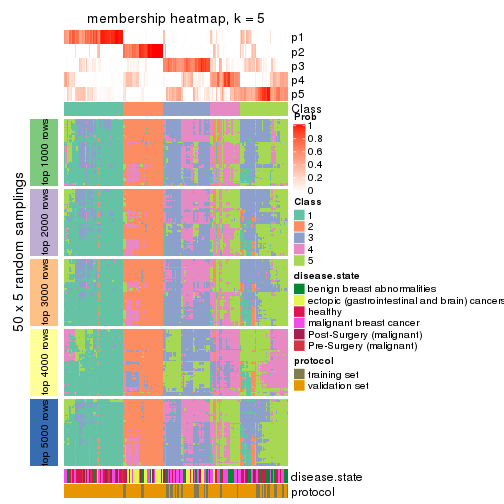 membership heatmap, k = 5
p1
p2
p3
p4
p5
Class
50 x 5 random samplings
top 1000 rows
top 2000 rows
top 3000 rows
top 4000 rows
top 5000 rows
disease.state
protocol
Prob
1
0.8
0.6
0.4
0.2
0
Class
1
2
3
4
5
disease.state
benign breast abnormalities
ectopic (gastrointestinal and brain) cancers
healthy
malignant breast cancer
Post-Surgery (malignant)
Pre-Surgery (malignant)
protocol
training set
validation set